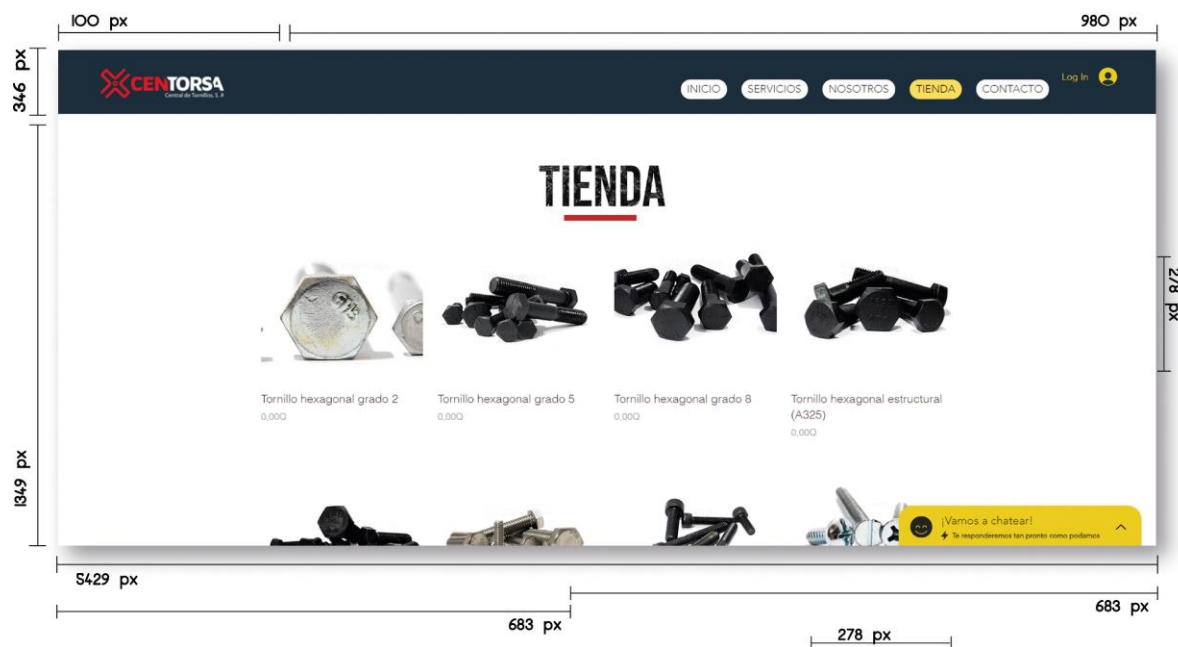 100 px
980 px
346 px
CENTORSA
Central de Tornillos, S. A
INICIO SERVICIOS NOSOTROS TIENDA CONTACTO
Log In
TIENDA
278 px
Tornillo hexagonal grado 2
0,00Q
Tornillo hexagonal grado 5
0,00Q
Tornillo hexagonal grado 8
0,00Q
Tornillo hexagonal estructural
(A325)
0,00Q
1349 px
¡Vamos a chatear!
Te responderemos tan pronto como podamos
5429 px
683 px
683 px
278 px